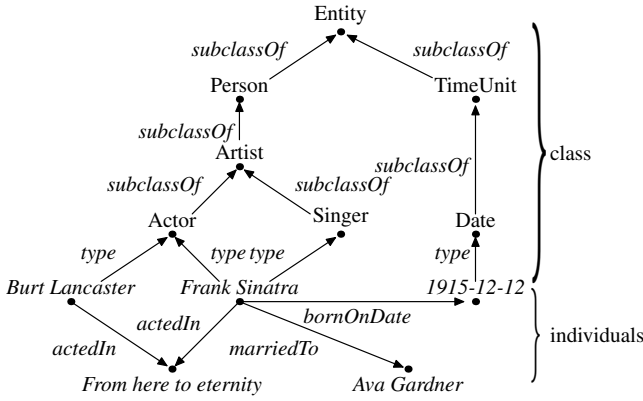 Entity
subclassOf subclassOf
Person TimeUnit
subclassOf
Artist
class
subclassOf
subclassOf subclassOf
Actor Singer Date
type type type type
Burt Lancaster Frank Sinatra 1915-12-12
bornOnDate
actedIn
individuals
actedIn marriedTo
From here to eternity Ava Gardner